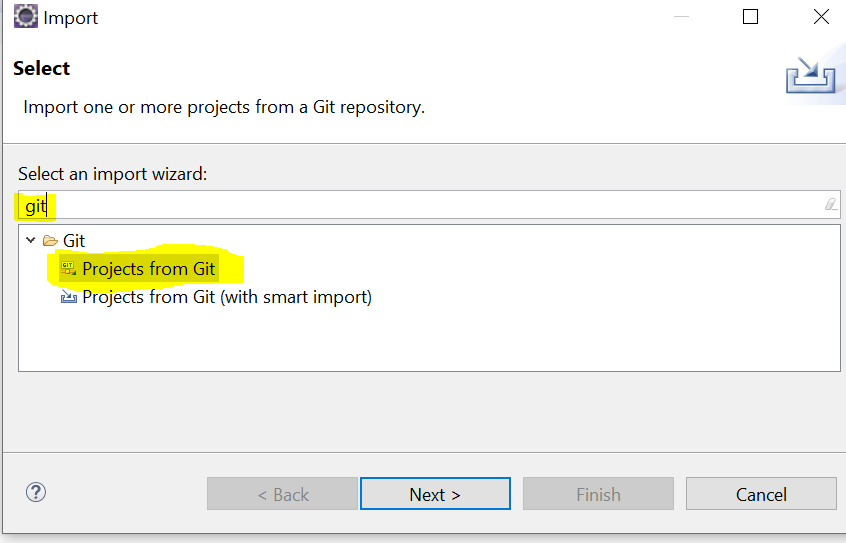 Import
Select
Import one or more projects from a Git repository.
Select an import wizard:
git
Git
GIT
Projects from Git
Projects from Git (with smart import)
?
< Back
Next >
Finish
Cancel